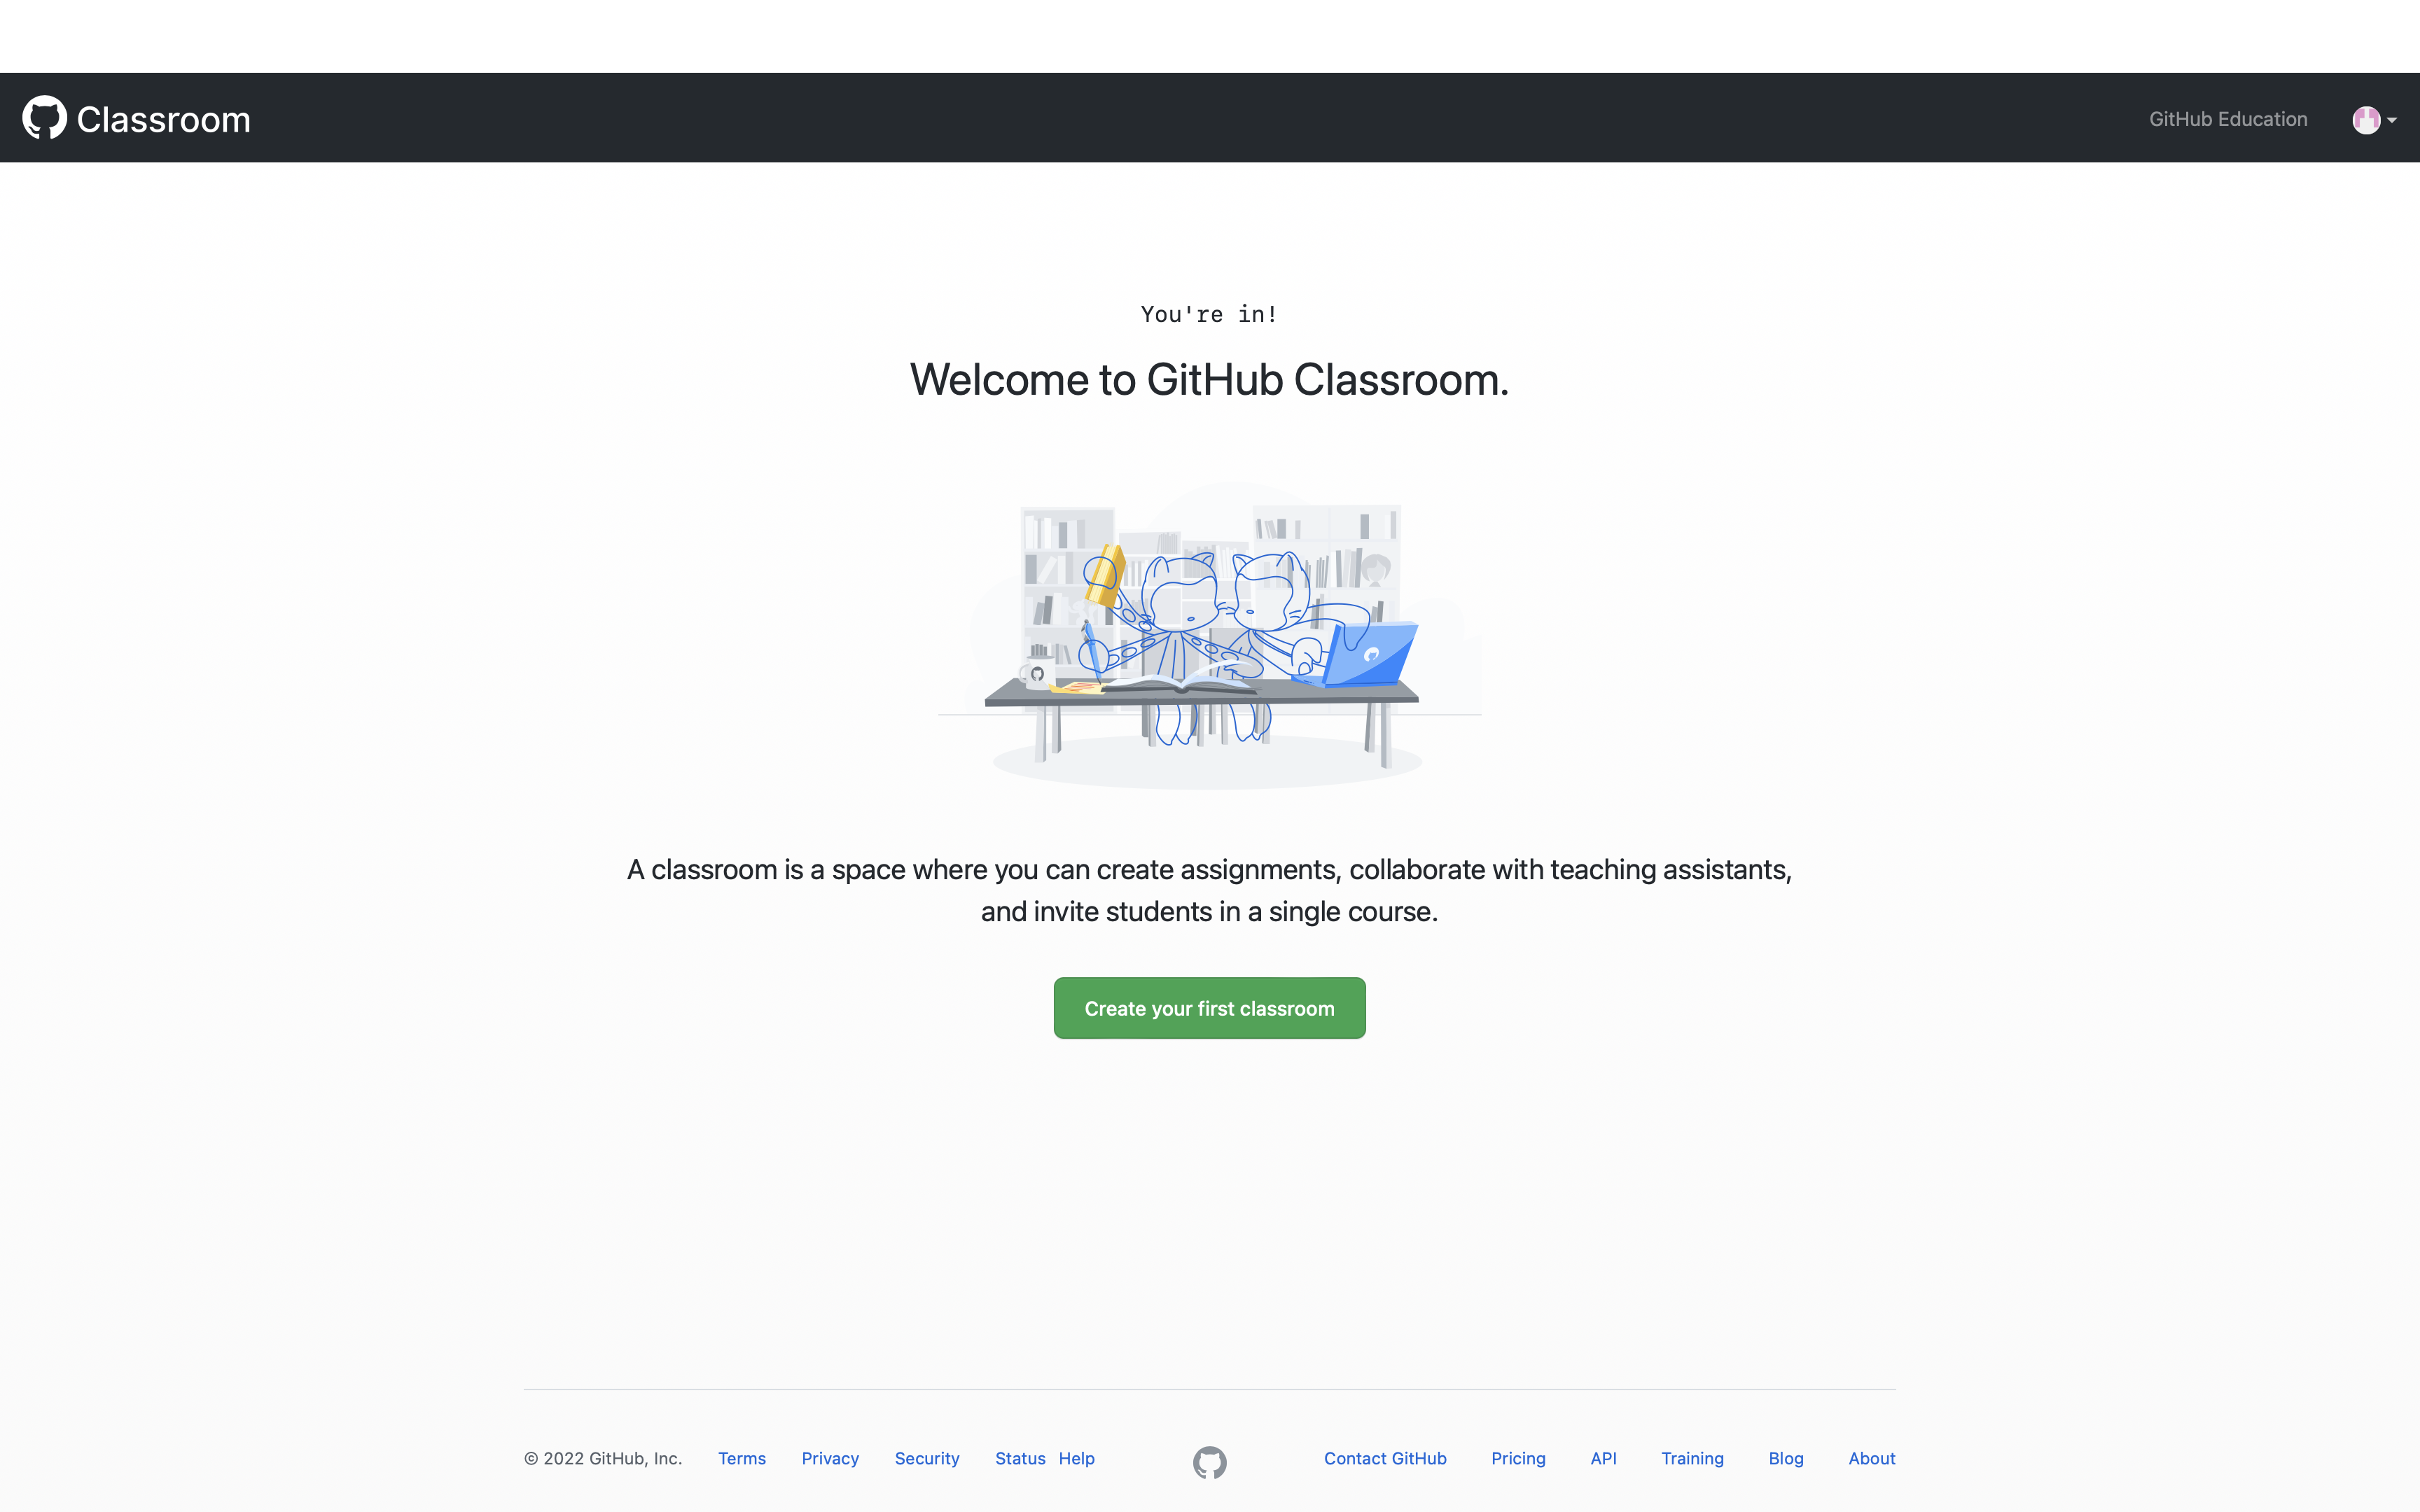 Classroom
GitHub Education
You're in!
Welcome to GitHub Classroom.
A classroom is a space where you can create assignments, collaborate with teaching assistants,
and invite students in a single course.
Create your first classroom
© 2022 GitHub, Inc. Terms Privacy Security Status Help Contact GitHub Pricing API Training Blog About